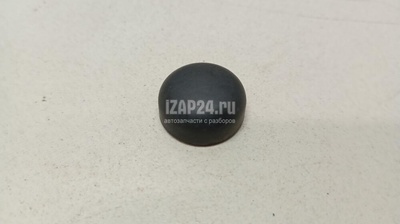 IZAP24.ru
автозапчасти с разборов